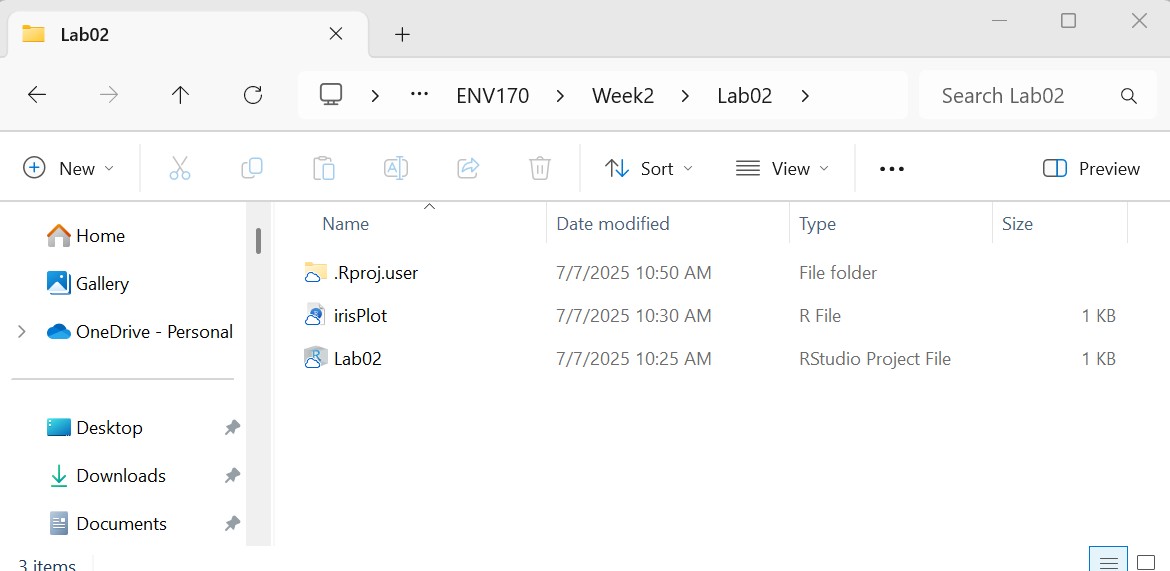 Lab02
ENV170 Week2 Lab02 Search Lab02
New Sort View Preview
Name Date modified Type Size
Home
Gallery
OneDrive - Personal
Desktop
Downloads
Documents
.Rproj.user 7/7/2025 10:50 AM File folder
irisPlot 7/7/2025 10:30 AM R File 1 KB
Lab02 7/7/2025 10:25 AM RStudio Project File 1 KB
3 items